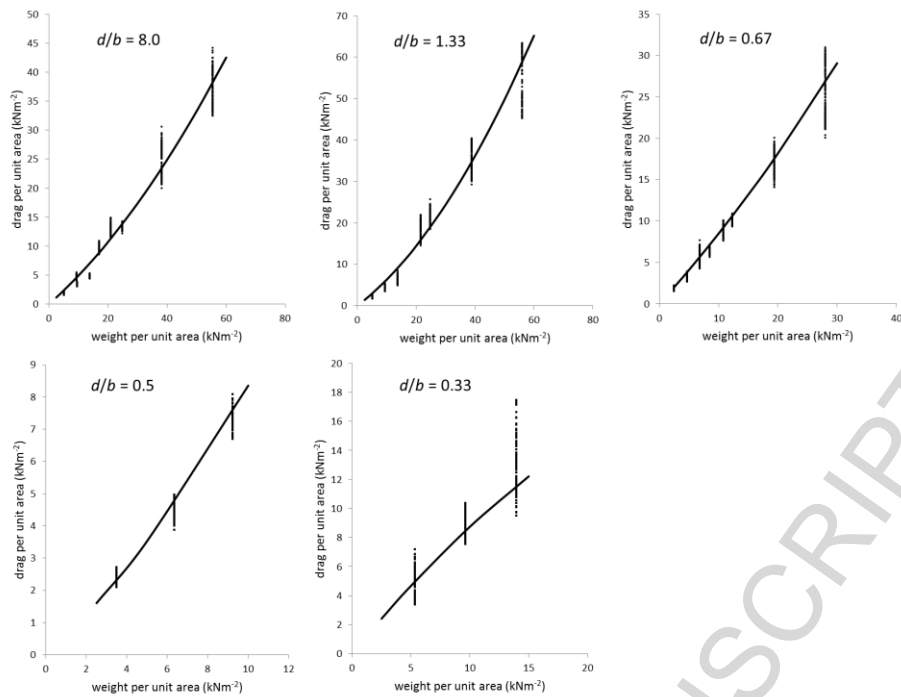 d/b = 8.0
50
45
40
35
30
25
20
15
10
5
0
drag per unit area (kNm⁻²)
0 20 40 60 80
weight per unit area (kNm⁻²)
d/b = 1.33
70
60
50
40
30
20
10
0
drag per unit area (kNm⁻²)
0 20 40 60 80
weight per unit area (kNm⁻²)
d/b = 0.67
35
30
25
20
15
10
5
0
drag per unit area (kNm⁻²)
0 10 20 30 40
weight per unit area (kNm⁻²)
d/b = 0.5
9
8
7
6
5
4
3
2
1
0
drag per unit area (kNm⁻²)
0 2 4 6 8 10 12
weight per unit area (kNm⁻²)
d/b = 0.33
20
18
16
14
12
10
8
6
4
2
0
drag per unit area (kNm⁻²)
0 5 10 15 20
weight per unit area (kNm⁻²)